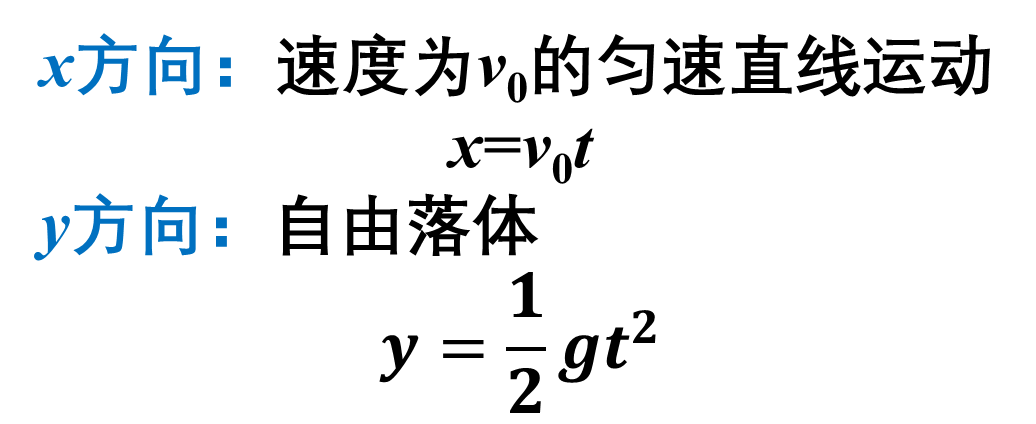 x方向：速度为v₀的匀速直线运动
x=v₀t
y方向：自由落体
y = 1/2 gt²